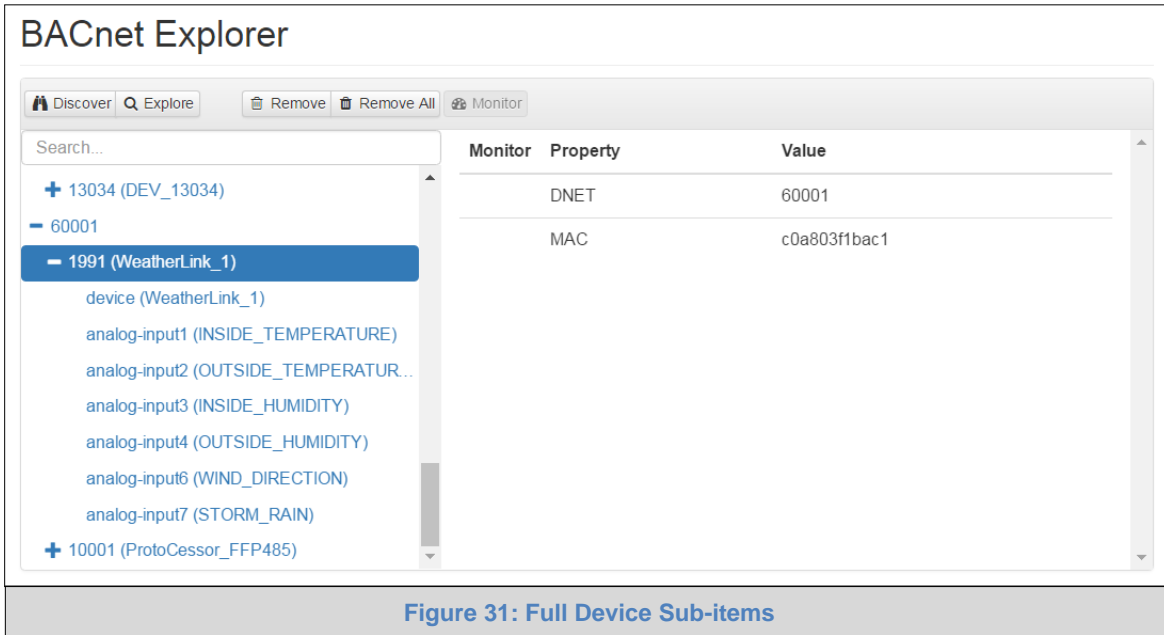 BACnet Explorer
Discover Explore Remove Remove All Monitor
Search...
13034 (DEV_13034)
60001
1991 (WeatherLink_1)
device (WeatherLink_1)
analog-input1 (INSIDE_TEMPERATURE)
analog-input2 (OUTSIDE_TEMPERATUR...
analog-input3 (INSIDE_HUMIDITY)
analog-input4 (OUTSIDE_HUMIDITY)
analog-input6 (WIND_DIRECTION)
analog-input7 (STORM_RAIN)
10001 (ProtoCessor_FFP485)
Monitor Property Value
DNET 60001
MAC c0a803f1bac1
Figure 31: Full Device Sub-items